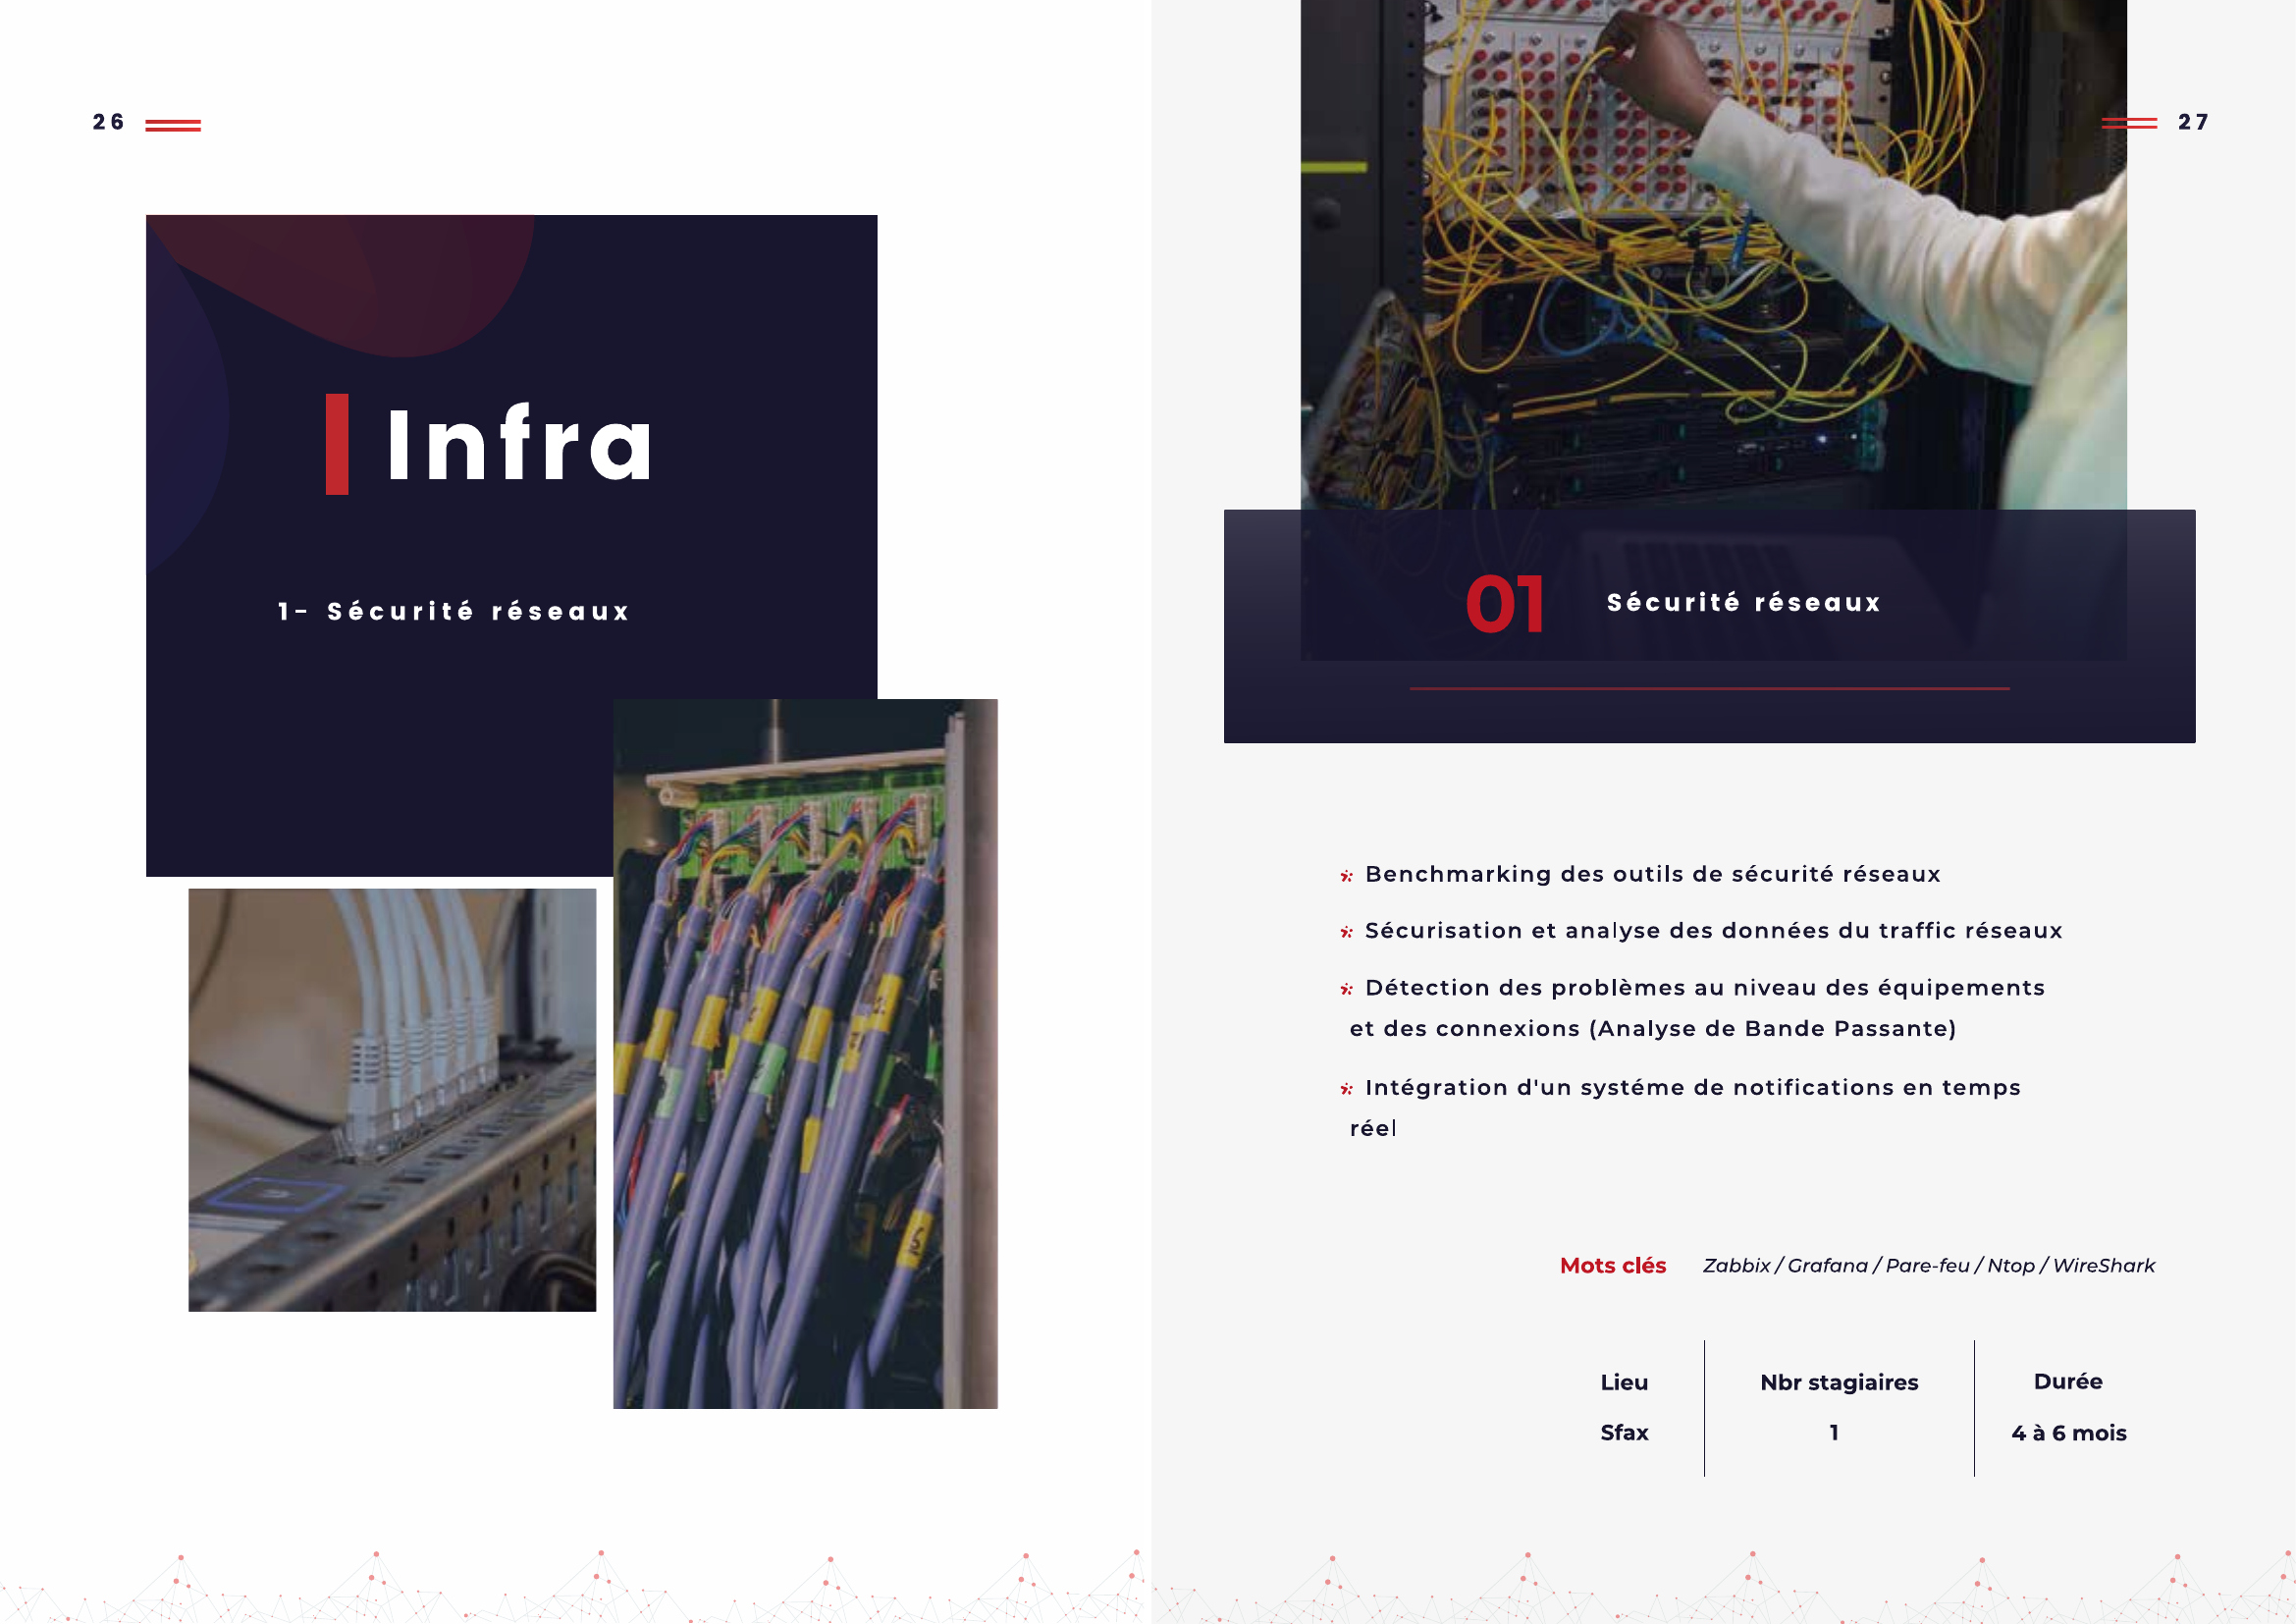 26
Infra
1- Sécurité réseaux
27
01 Sécurité réseaux
Benchmarking des outils de sécurité réseaux
Sécurisation et analyse des données du traffic réseaux
Détection des problèmes au niveau des équipements
et des connexions (Analyse de Bande Passante)
Intégration d'un systéme de notifications en temps
réel
Mots clés Zabbix / Grafana / Pare-feu / Ntop / WireShark
Lieu Nbr stagiaires Durée
Sfax 1 4 à 6 mois